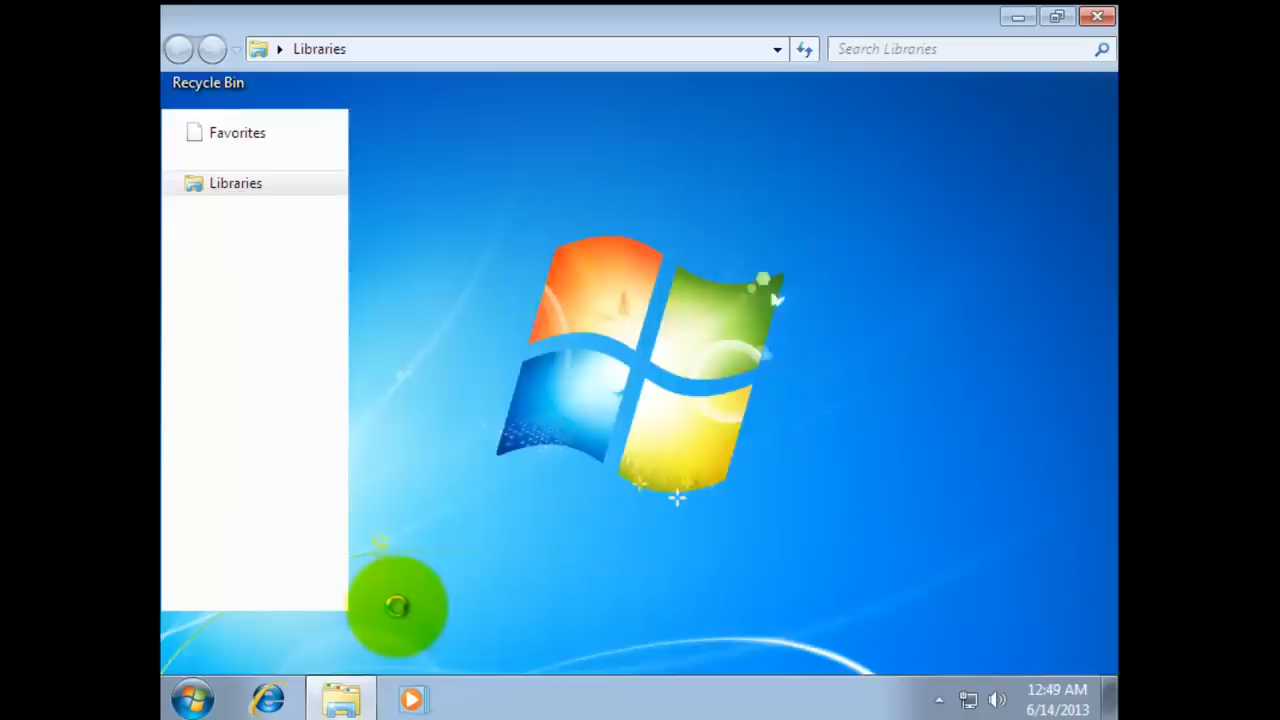 Libraries
Search Libraries
Recycle Bin
Favorites
Libraries
12:49 AM
6/14/2013